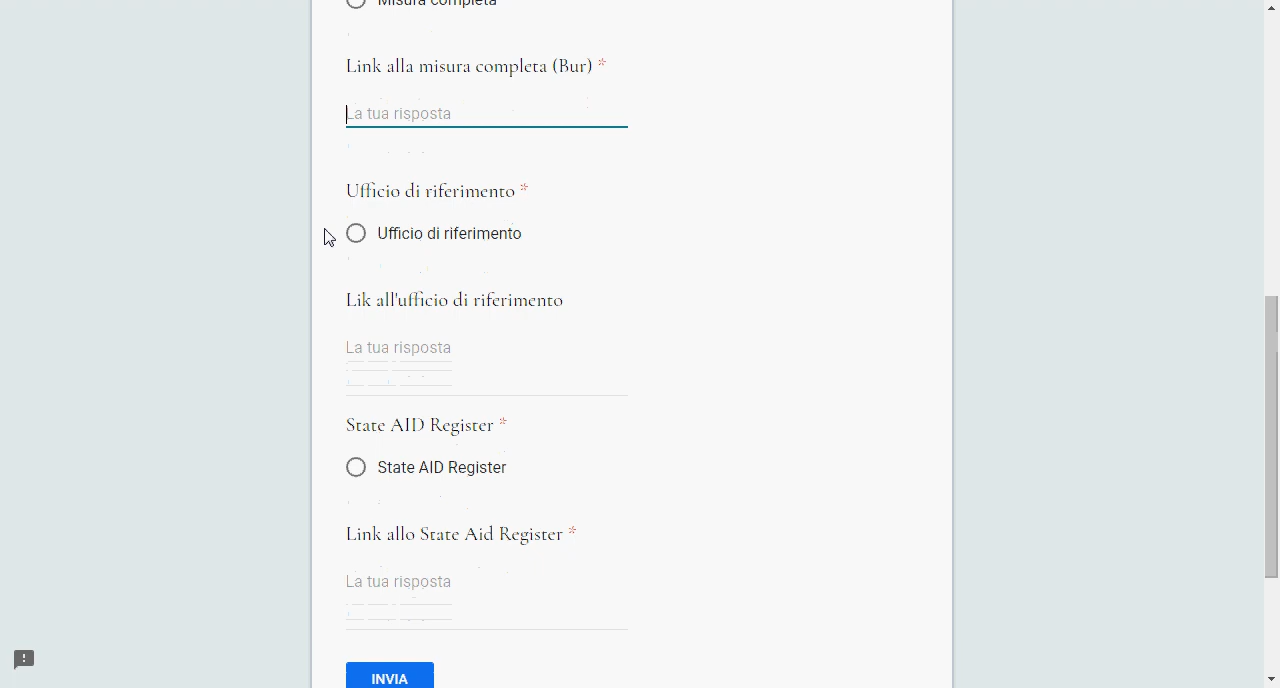 Misura completa
Link alla misura completa (Bur) *
La tua risposta
Ufficio di riferimento *
Ufficio di riferimento
Lik all'ufficio di riferimento
La tua risposta
State AID Register *
State AID Register
Link allo State Aid Register *
La tua risposta
INVIA